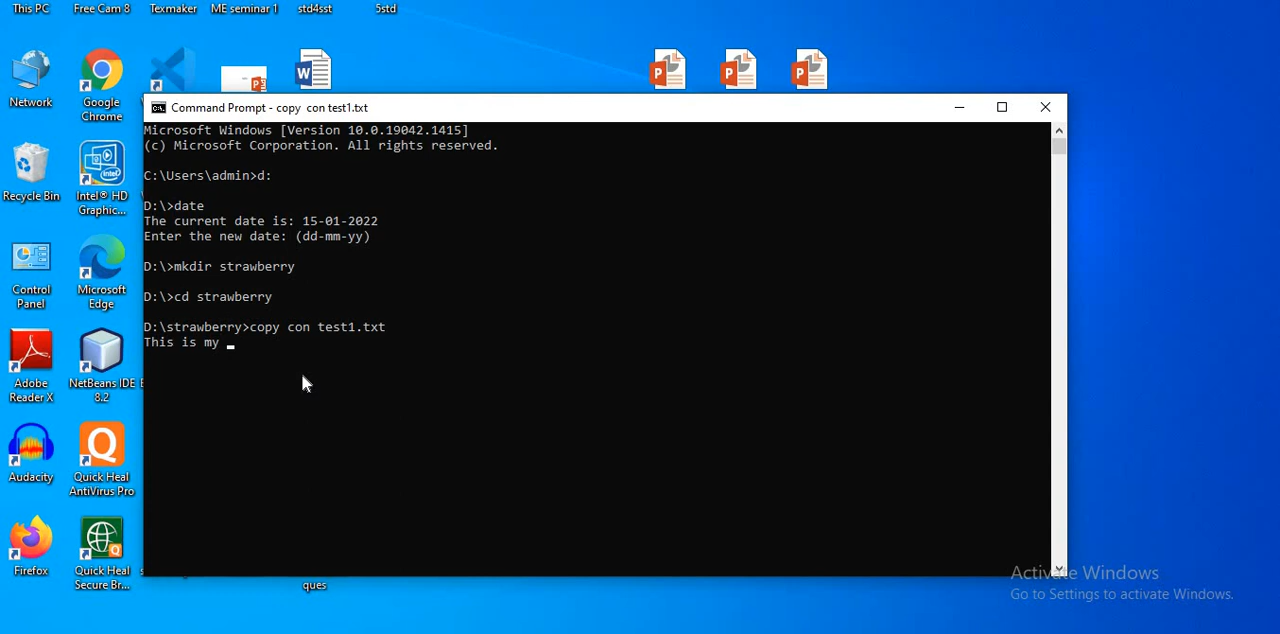 This PC
Free Cam 8
Texmaker
ME seminar 1
std4sst
5std
Network
Google
Chrome
Command Prompt - copy  con test1.txt
Microsoft Windows [Version 10.0.19042.1415]
(c) Microsoft Corporation. All rights reserved.
C:\Users\admin>d:
D:\>date
The current date is: 15-01-2022
Enter the new date: (dd-mm-yy)
D:\>mkdir strawberry
D:\>cd strawberry
D:\strawberry>copy con test1.txt
This is my
Recycle Bin
Intel® HD
Graphic...
Control
Panel
Microsoft
Edge
Adobe
Reader X
NetBeans IDE
8.2
Audacity
Quick Heal
AntiVirus Pro
Firefox
Quick Heal
Secure Br...
ques
Activate Windows
Go to Settings to activate Windows.